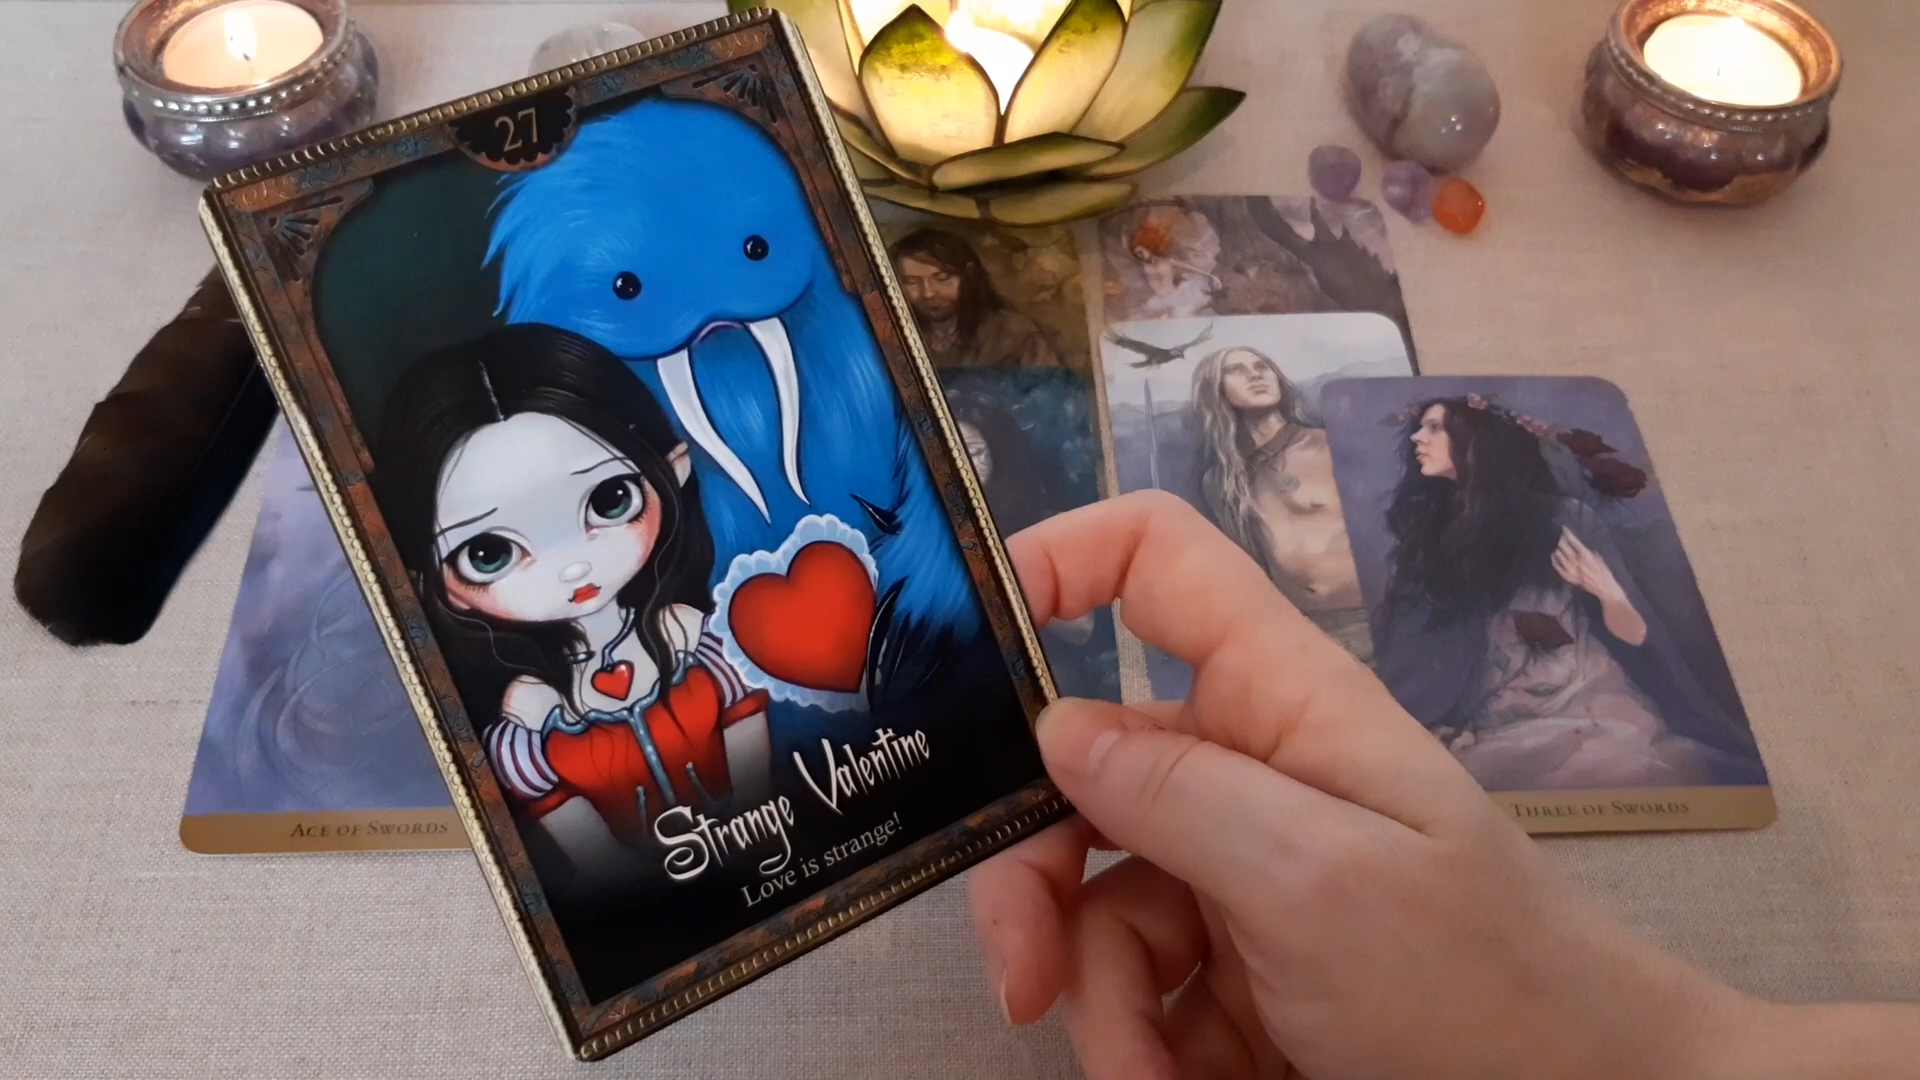 27
Strange Valentine
Love is strange!
ACE OF SWORDS
THREE OF SWORDS